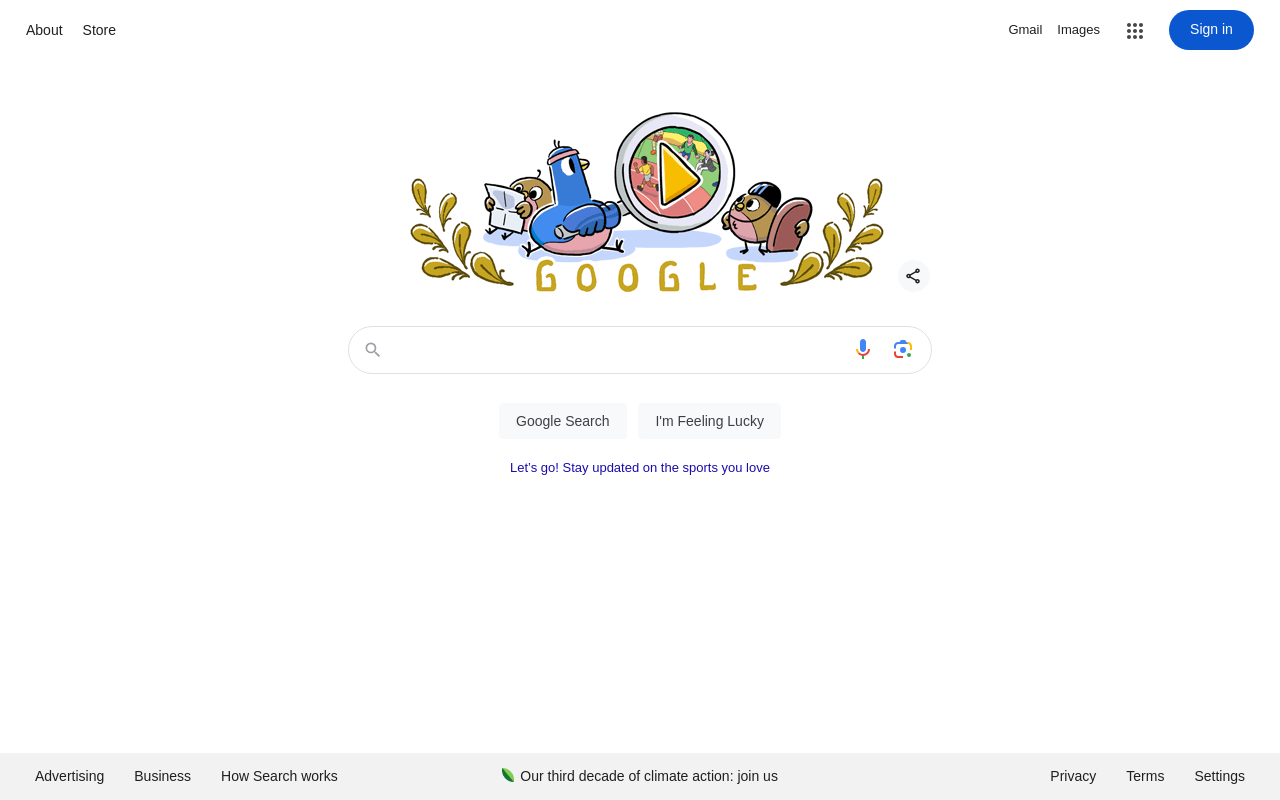 About Store
Gmail Images Sign in
GOOGLE
Google Search I'm Feeling Lucky
Let’s go! Stay updated on the sports you love
Advertising Business How Search works
Our third decade of climate action: join us
Privacy Terms Settings